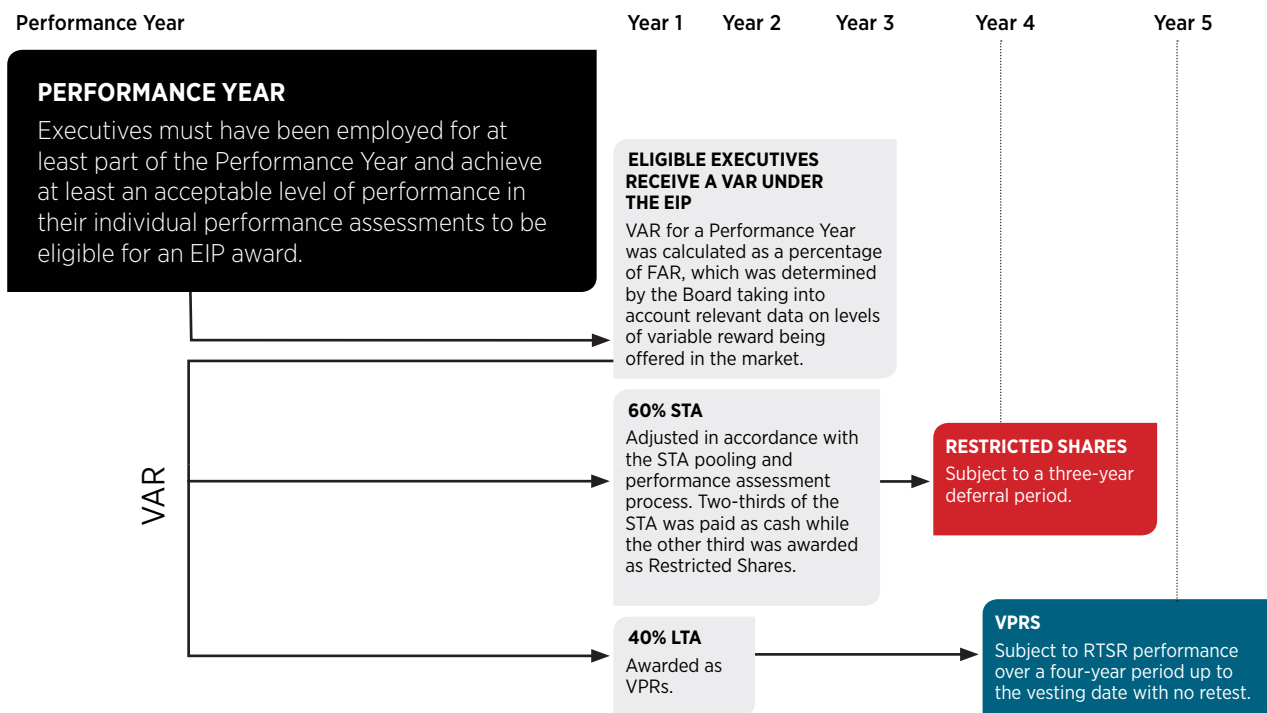 Performance Year
Year 1
Year 2
Year 3
Year 4
Year 5
PERFORMANCE YEAR
Executives must have been employed for at
least part of the Performance Year and achieve
at least an acceptable level of performance in
their individual performance assessments to be
eligible for an EIP award.
ELIGIBLE EXECUTIVES
RECEIVE A VAR UNDER
THE EIP
VAR for a Performance Year
was calculated as a percentage
of FAR, which was determined
by the Board taking into
account relevant data on levels
of variable reward being
offered in the market.
VAR
60% STA
Adjusted in accordance with
the STA pooling and
performance assessment
process. Two-thirds of the
STA was paid as cash while
the other third was awarded
as Restricted Shares.
RESTRICTED SHARES
Subject to a three-year
deferral period.
40% LTA
Awarded as
VPRs.
VPRS
Subject to RTSR performance
over a four-year period up to
the vesting date with no retest.